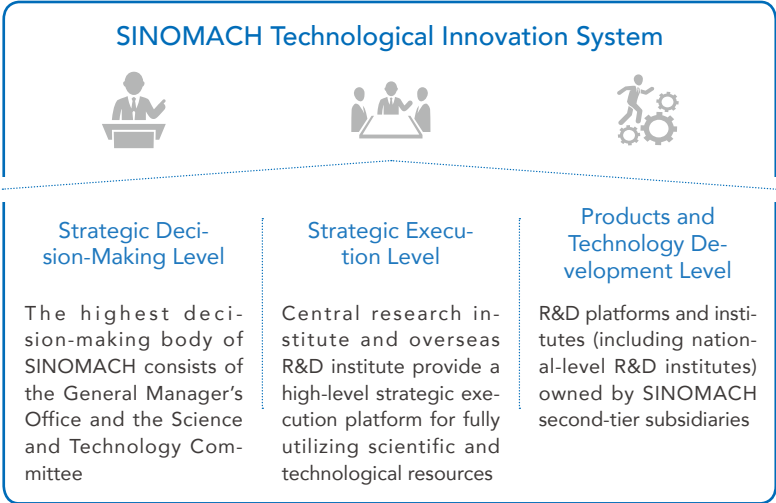 SINOMACH Technological Innovation System
Strategic Deci-
sion-Making Level
The highest deci-
sion-making body of
SINOMACH consists of
the General Manager’s
Office and the Science
and Technology Com-
mittee
Strategic Execu-
tion Level
Central research in-
stitute and overseas
R&D institute provide a
high-level strategic exe-
cution platform for fully
utilizing scientific and
technological resources
Products and
Technology De-
velopment Level
R&D platforms and insti-
tutes (including nation-
al-level R&D institutes)
owned by SINOMACH
second-tier subsidiaries